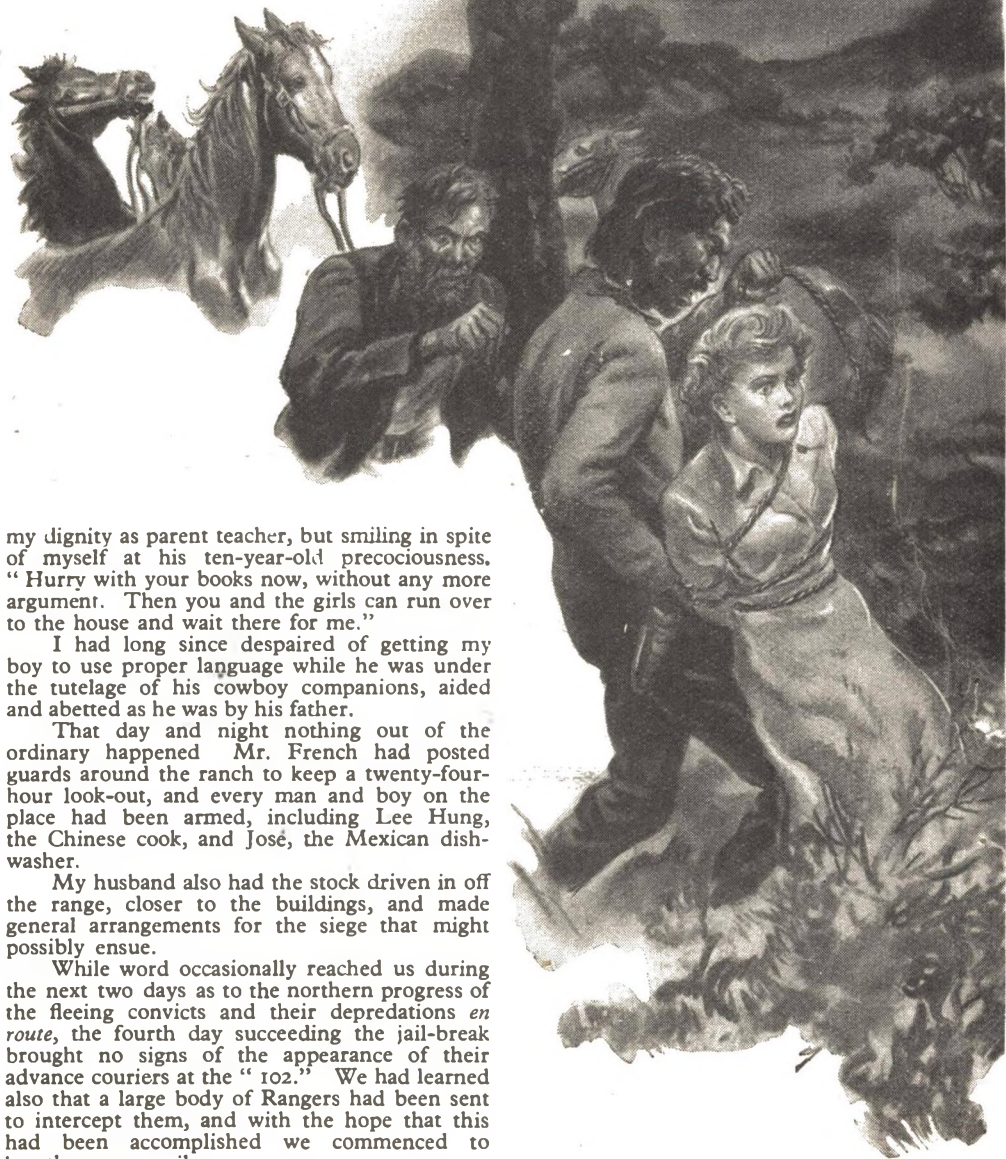 my dignity as parent teacher, but smiling in spite
of myself at his ten-year-old precociousness.
“ Hurry with your books now, without any more
argument. Then you and the girls can run over
to the house and wait there for me.”
I had long since despaired of getting my
boy to use proper language while he was under
the tutelage of his cowboy companions, aided
and abetted as he was by his father.
That day and night nothing out of the
ordinary happened Mr. French had posted
guards around the ranch to keep a twenty-four-
hour look-out, and every man and boy on the
place had been armed, including Lee Hung,
the Chinese cook, and José, the Mexican dish-
washer.
My husband also had the stock driven in off
the range, closer to the buildings, and made
general arrangements for the siege that might
possibly ensue.
While word occasionally reached us during
the next two days as to the northern progress of
the fleeing convicts and their depredations en
route, the fourth day succeeding the jail-break
brought no signs of the appearance of their
advance couriers at the “ 102.” We had learned
also that a large body of Rangers had been sent
to intercept them, and with the hope that this
had been accomplished we commenced to